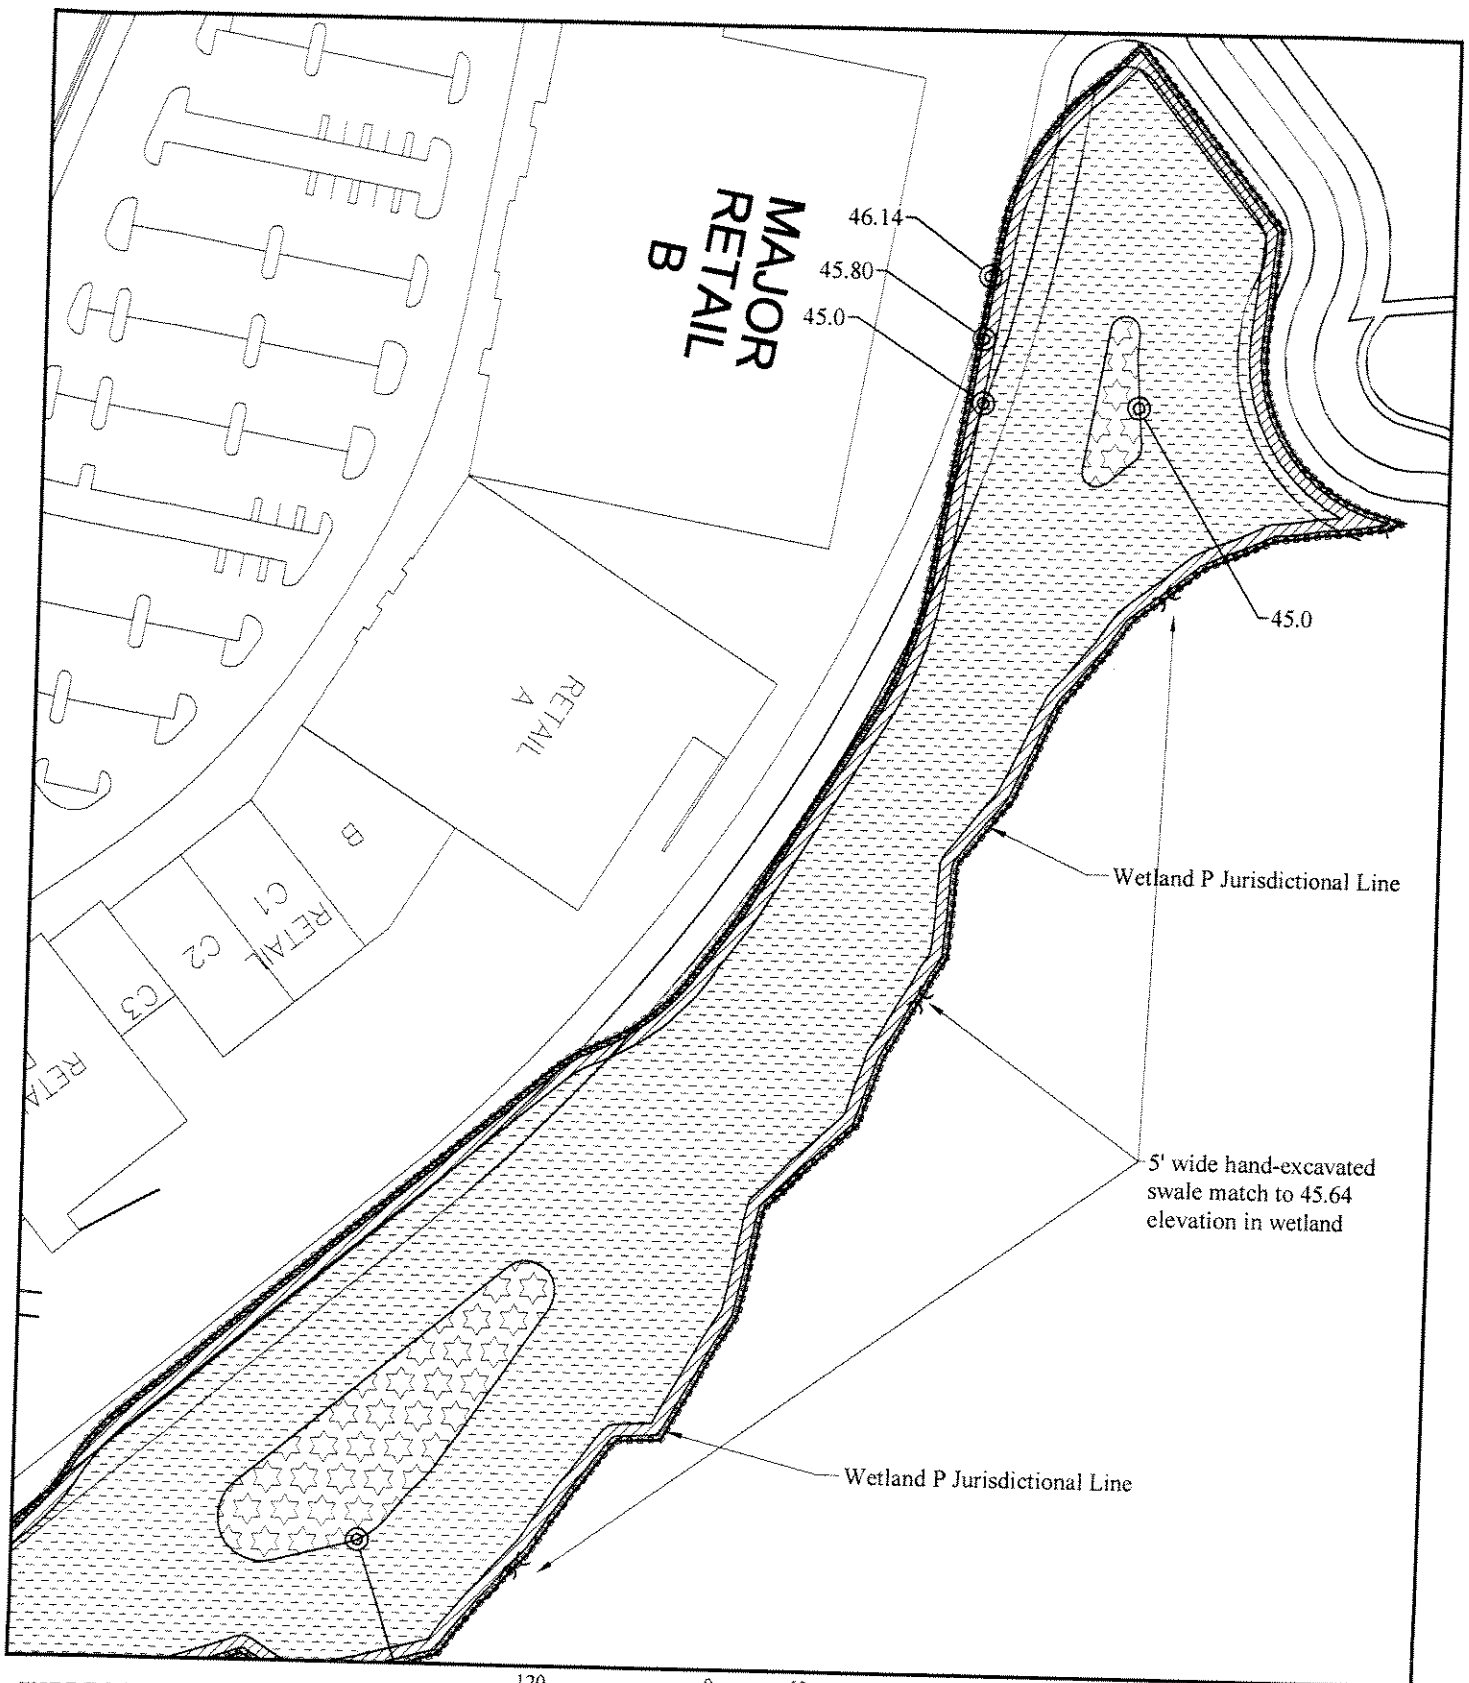 MAJOR
RETAIL
B
46.14
45.80
45.0
45.0
RETAIL
A
B
RETAIL
C1
C2
C3
Wetland P Jurisdictional Line
5' wide hand-excavated
swale match to 45.64
elevation in wetland
Wetland P Jurisdictional Line
120
0